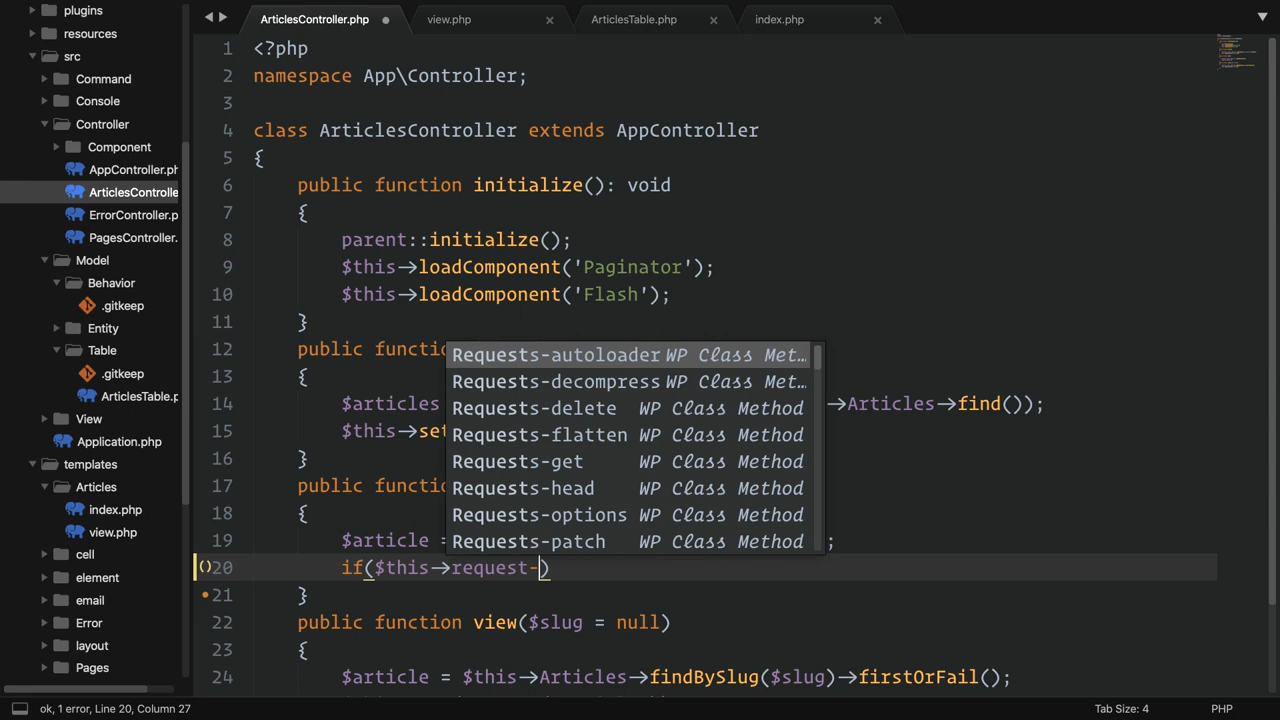 plugins
resources
src
Command
Console
Controller
Component
AppController.ph
ArticlesControlle
ErrorController.p
PagesController.
Model
Behavior
.gitkeep
Entity
Table
.gitkeep
ArticlesTable.p
View
Application.php
templates
Articles
index.php
view.php
cell
element
email
Error
layout
Pages
ArticlesController.php
view.php
ArticlesTable.php
index.php
1 <?php
2 namespace App\Controller;
3
4 class ArticlesController extends AppController
5 {
6 public function initialize(): void
7 {
8 parent::initialize();
9 $this→loadComponent('Paginator');
10 $this→loadComponent('Flash');
11 }
12 public functio
13 {
14 $articles →Articles→find());
15 $this→set
16 }
17 public functio
18 {
19 $article = ;
20 if($this→request-)
21 }
22 public function view($slug = null)
23 {
24 $article = $this→Articles→findBySlug($slug)→firstOrFail();
Requests-autoloader WP Class Met…
Requests-decompress WP Class Met…
Requests-delete WP Class Method
Requests-flatten WP Class Method
Requests-get WP Class Method
Requests-head WP Class Method
Requests-options WP Class Method
Requests-patch WP Class Method
ok, 1 error, Line 20, Column 27
Tab Size: 4
PHP